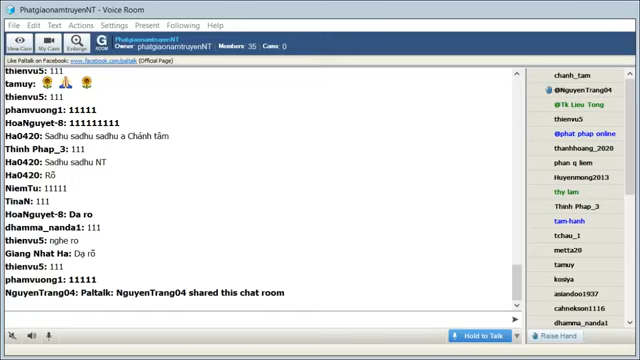 PhatgiaonamtruyenNT - Voice Room
File Edit Text Actions Settings Present Following Help
View Cam My Cam Enlarge G ROOM
PhatgiaonamtruyenNT
Owner: phatgiaonamtruyenNT Members: 35 Cams: 0
Like Paltalk on Facebook: www.facebook.com/paltalk (Official Page)
thienvu5: 111
tamuy: 🌻 🙏 🌻
thienvu5: 111
phamvuong1: 11111
HoaNguyet-8: 111111111
Ha0420: Sadhu sadhu sadhu a Chánh tâm
Thinh Phap_3: 111
Ha0420: Sadhu sadhu NT
Ha0420: Rõ
NiemTu: 11111
TinaN: 111
HoaNguyet-8: Da ro
dhamma_nanda1: 111
thienvu5: nghe ro
Giang Nhat Ha: Dạ rõ
thienvu5: 111
phamvuong1: 11111
NguyenTrang04: Paltalk: NguyenTrang04 shared this chat room
Hold to Talk
chanh_tam
@NguyenTrang04
@Tk Lieu Tong
thienvu5
@phat phap online
thanhhoang_2020
phan q liem
Huyenmong2013
thy lam
Thinh Phap_3
tam-hanh
tchau_1
metta20
tamuy
kosiya
asiandoo1937
cahnekson1116
dhamma_nanda1
Raise Hand